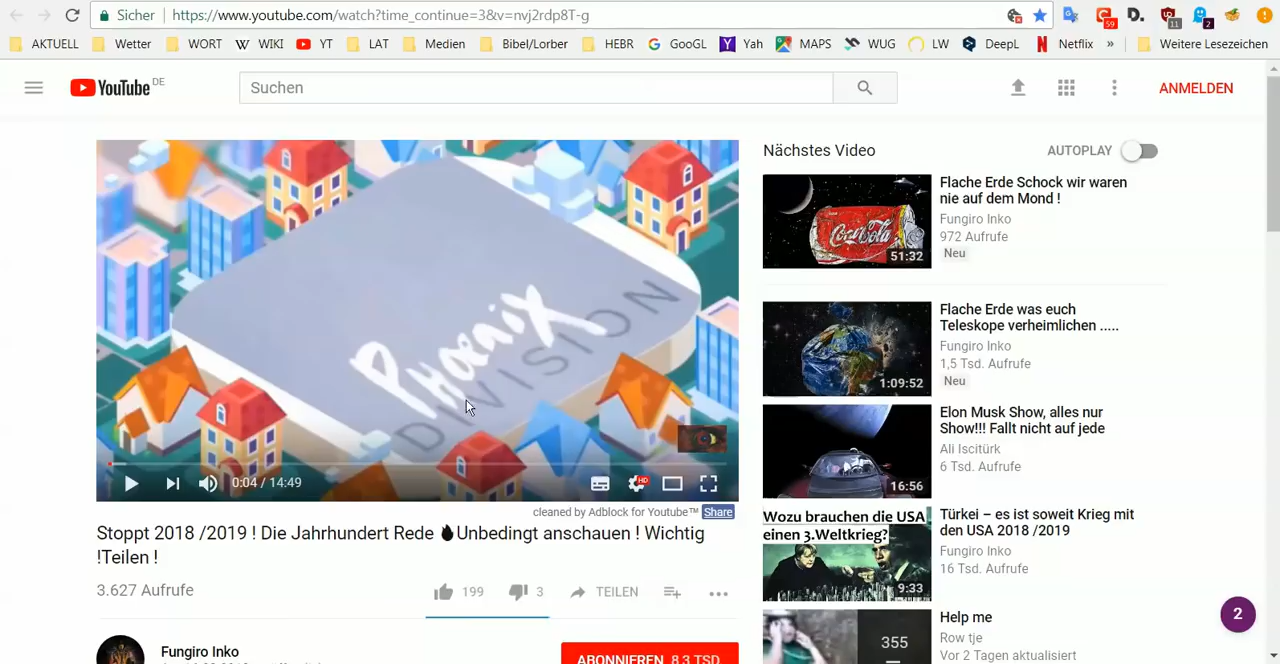 Sicher https://www.youtube.com/watch?time_continue=3&v=nvj2rdp8T-g
59 D. 11 2
AKTUELL Wetter WORT WIKI YT LAT Medien Bibel/Lorber HEBR GooGL Yah MAPS WUG LW DeepL Netflix » Weitere Lesezeichen
YouTube DE Suchen ANMELDEN
Phoenix
DIVISION
0:04 / 14:49 HD
cleaned by Adblock for Youtube™ Share
Stoppt 2018 /2019 ! Die Jahrhundert Rede Unbedingt anschauen ! Wichtig
!Teilen !
3.627 Aufrufe
199 3 TEILEN
Fungiro Inko
ABONNIEREN 8,3 TSD.
Nächstes Video AUTOPLAY
Coca-Cola
51:32
Flache Erde Schock wir waren
nie auf dem Mond !
Fungiro Inko
972 Aufrufe
Neu
1:09:52
Flache Erde was euch
Teleskope verheimlichen .....
Fungiro Inko
1,5 Tsd. Aufrufe
Neu
16:56
Elon Musk Show, alles nur
Show!!! Fallt nicht auf jede
Ali Iscitürk
6 Tsd. Aufrufe
Wozu brauchen die USA
einen 3.Weltkrieg?
9:33
Türkei – es ist soweit Krieg mit
den USA 2018 /2019
Fungiro Inko
16 Tsd. Aufrufe
355
Help me
Row tje
Vor 2 Tagen aktualisiert
2